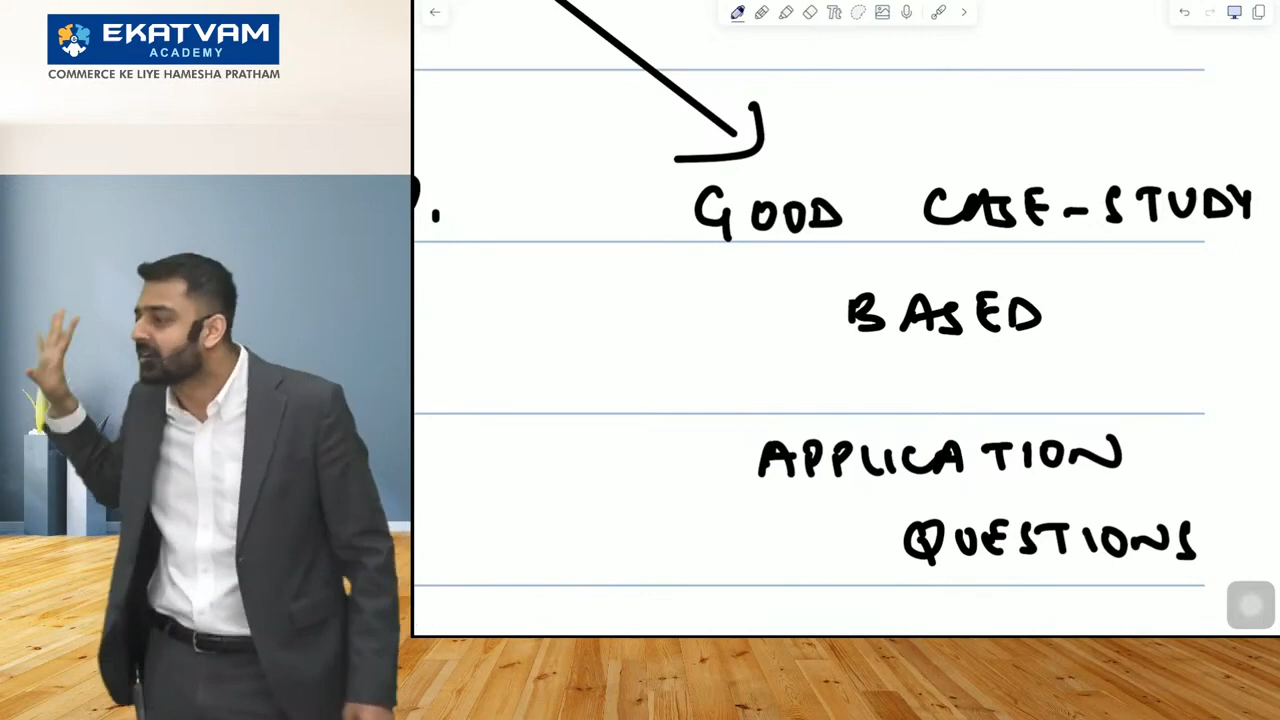 EKATVAM
ACADEMY
COMMERCE KE LIYE HAMESHA PRATHAM
GOOD CASE-STUDY
BASED
APPLICATION
QUESTIONS